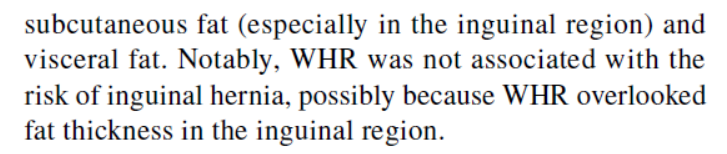 subcutaneous fat (especially in the inguinal region) and
visceral fat. Notably, WHR was not associated with the
risk of inguinal hernia, possibly because WHR overlooked
fat thickness in the inguinal region.